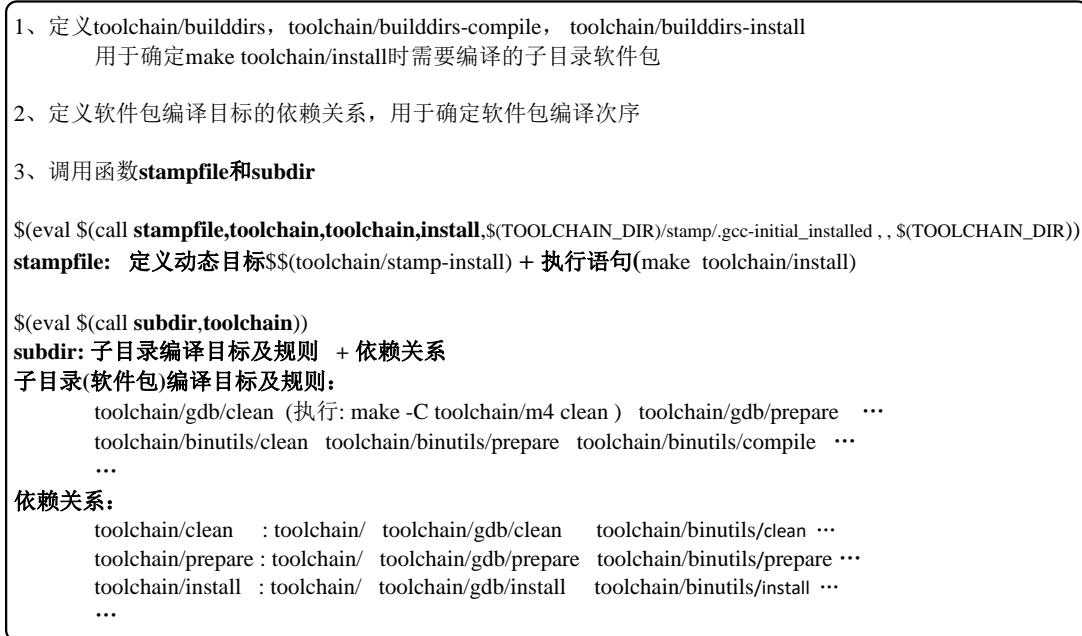 1、定义toolchain/builddirs，toolchain/builddirs-compile， toolchain/builddirs-install
用于确定make toolchain/install时需要编译的子目录软件包
2、定义软件包编译目标的依赖关系，用于确定软件包编译次序
3、调用函数stampfile和subdir
$(eval $(call stampfile,toolchain,toolchain,install,$(TOOLCHAIN_DIR)/stamp/.gcc-initial_installed , , $(TOOLCHAIN_DIR))
stampfile: 定义动态目标$$(toolchain/stamp-install) + 执行语句(make toolchain/install)
$(eval $(call subdir,toolchain))
subdir: 子目录编译目标及规则 + 依赖关系
子目录(软件包)编译目标及规则：
toolchain/gdb/clean (执行: make -C toolchain/m4 clean ) toolchain/gdb/prepare …
toolchain/binutils/clean toolchain/binutils/prepare toolchain/binutils/compile …
…
依赖关系：
toolchain/clean : toolchain/ toolchain/gdb/clean toolchain/binutils/clean …
toolchain/prepare : toolchain/ toolchain/gdb/prepare toolchain/binutils/prepare …
toolchain/install : toolchain/ toolchain/gdb/install toolchain/binutils/install …
…